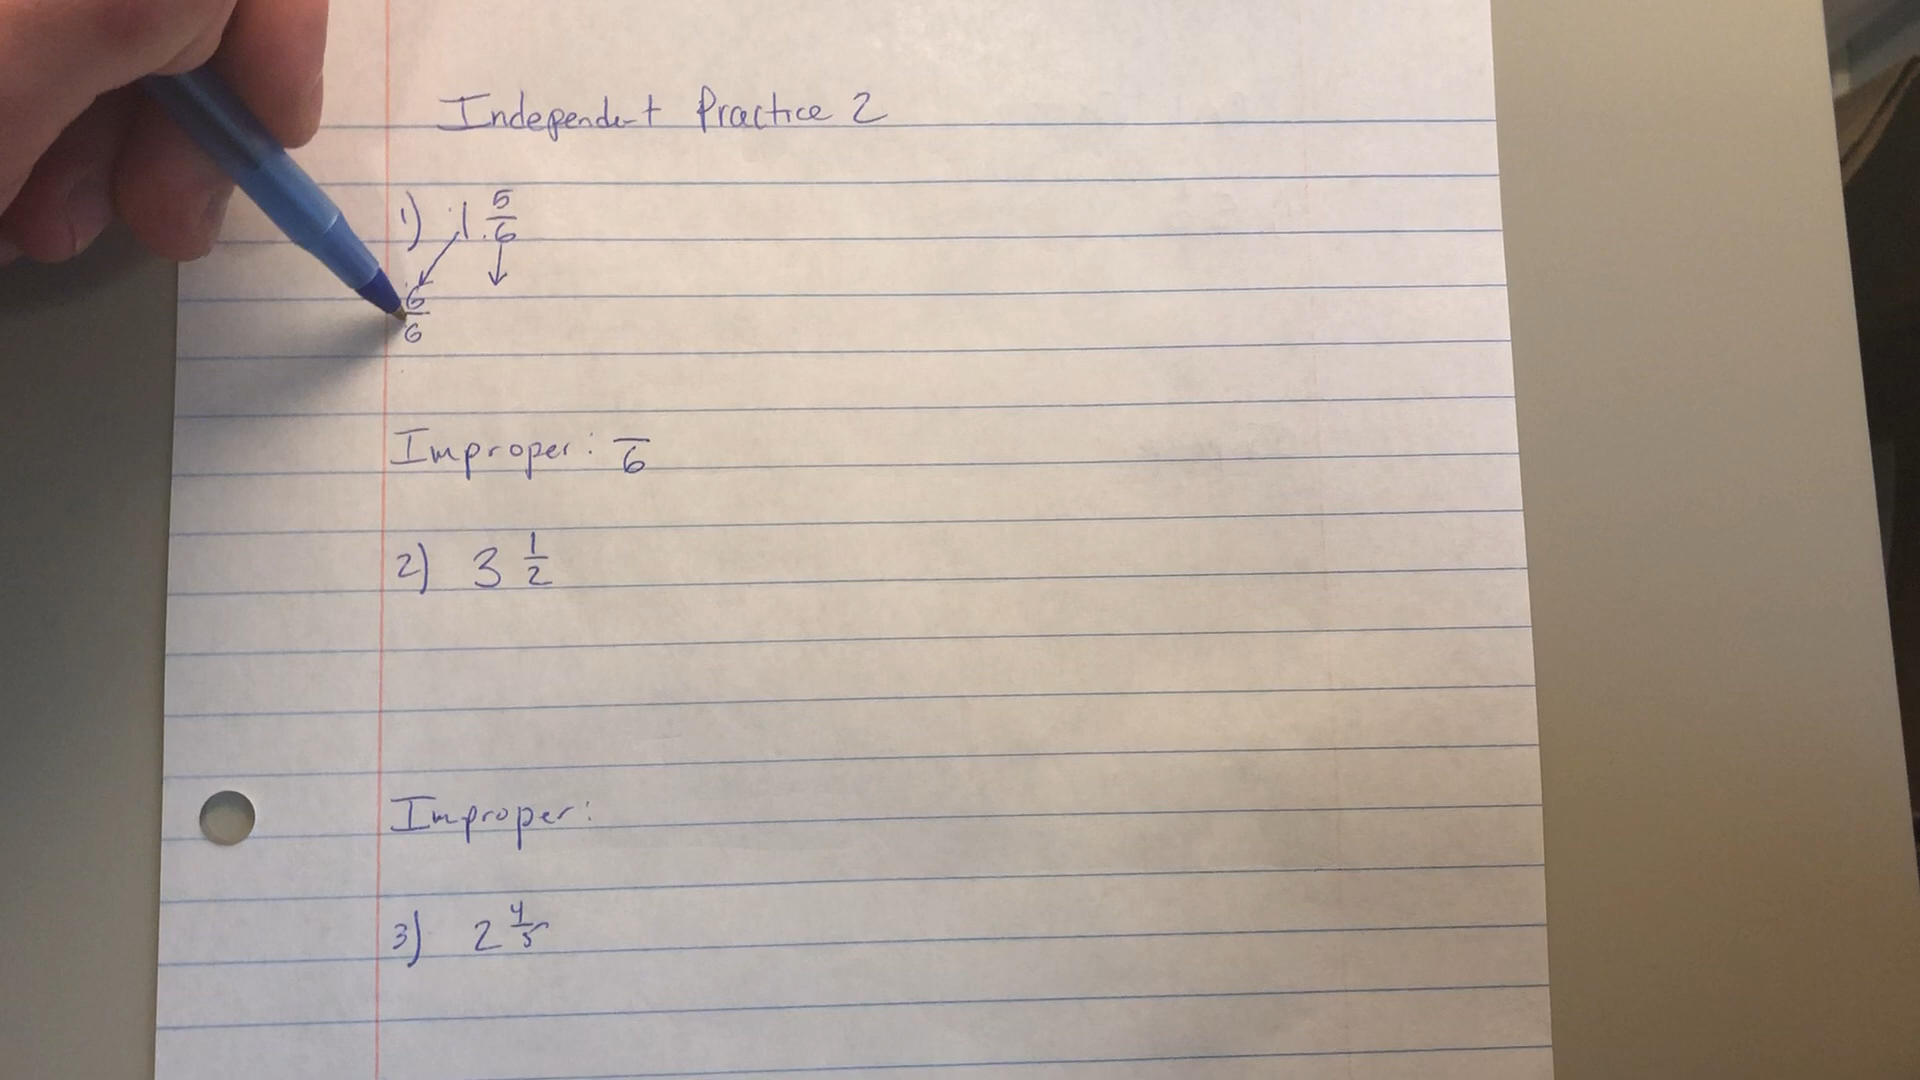 Independent Practice 2
1) 1 5/6
6/6
Improper: /6
2) 3 1/2
Improper:
3) 2 4/5